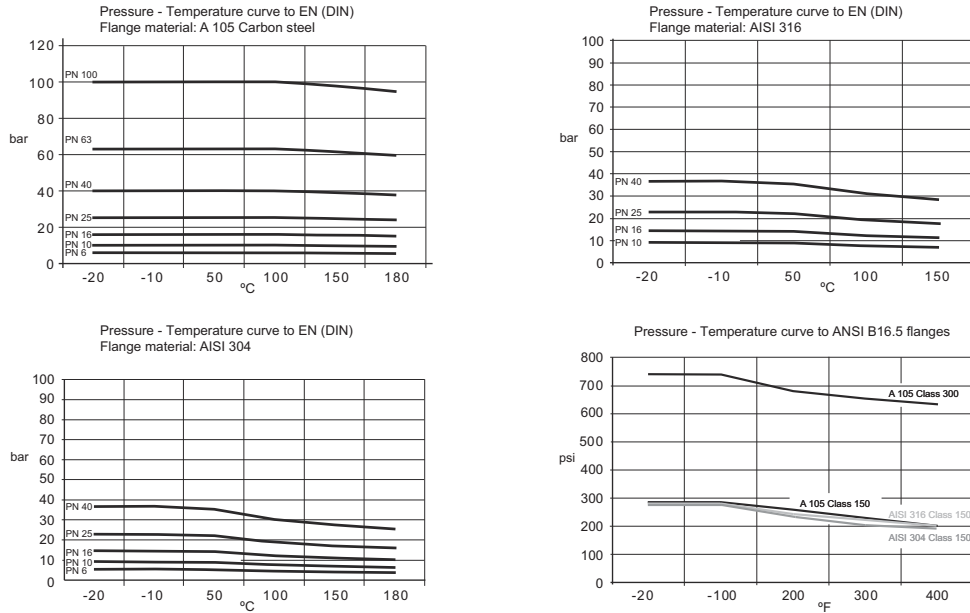 Pressure - Temperature curve to EN (DIN)
Flange material: A 105 Carbon steel
120
100
80
bar
60
40
20
0
PN 100
PN 63
PN 40
PN 25
PN 16
PN 10
PN 6
-20 -10 50 100 150 180
ºC
Pressure - Temperature curve to EN (DIN)
Flange material: AISI 316
100
90
80
70
60
bar
50
40
30
20
10
0
PN 40
PN 25
PN 16
PN 10
-20 -10 50 100 150
ºC
Pressure - Temperature curve to EN (DIN)
Flange material: AISI 304
100
90
80
70
60
bar
50
40
30
20
10
0
PN 40
PN 25
PN 16
PN 10
PN 6
-20 -10 50 100 150 180
ºC
Pressure - Temperature curve to ANSI B16.5 flanges
800
700
600
500
psi
400
300
200
100
0
A 105 Class 300
A 105 Class 150
AISI 316 Class 150
AISI 304 Class 150
-20 -100 200 300 400
ºF